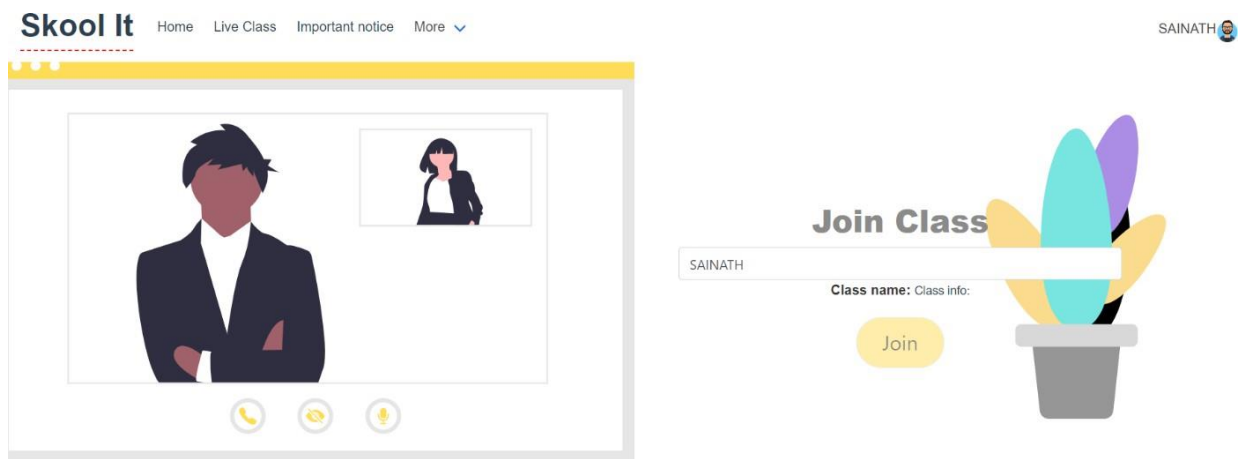 Skool It Home Live Class Important notice More SAINATH
Join Class
SAINATH
Class name: Class info:
Join